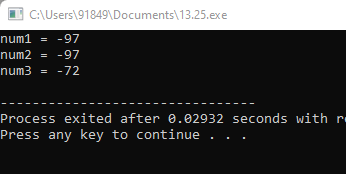 C:\Users\91849\Documents\13.25.exe
num1 = -97
num2 = -97
num3 = -72
--------------------------------
Process exited after 0.02932 seconds with
Press any key to continue . . .